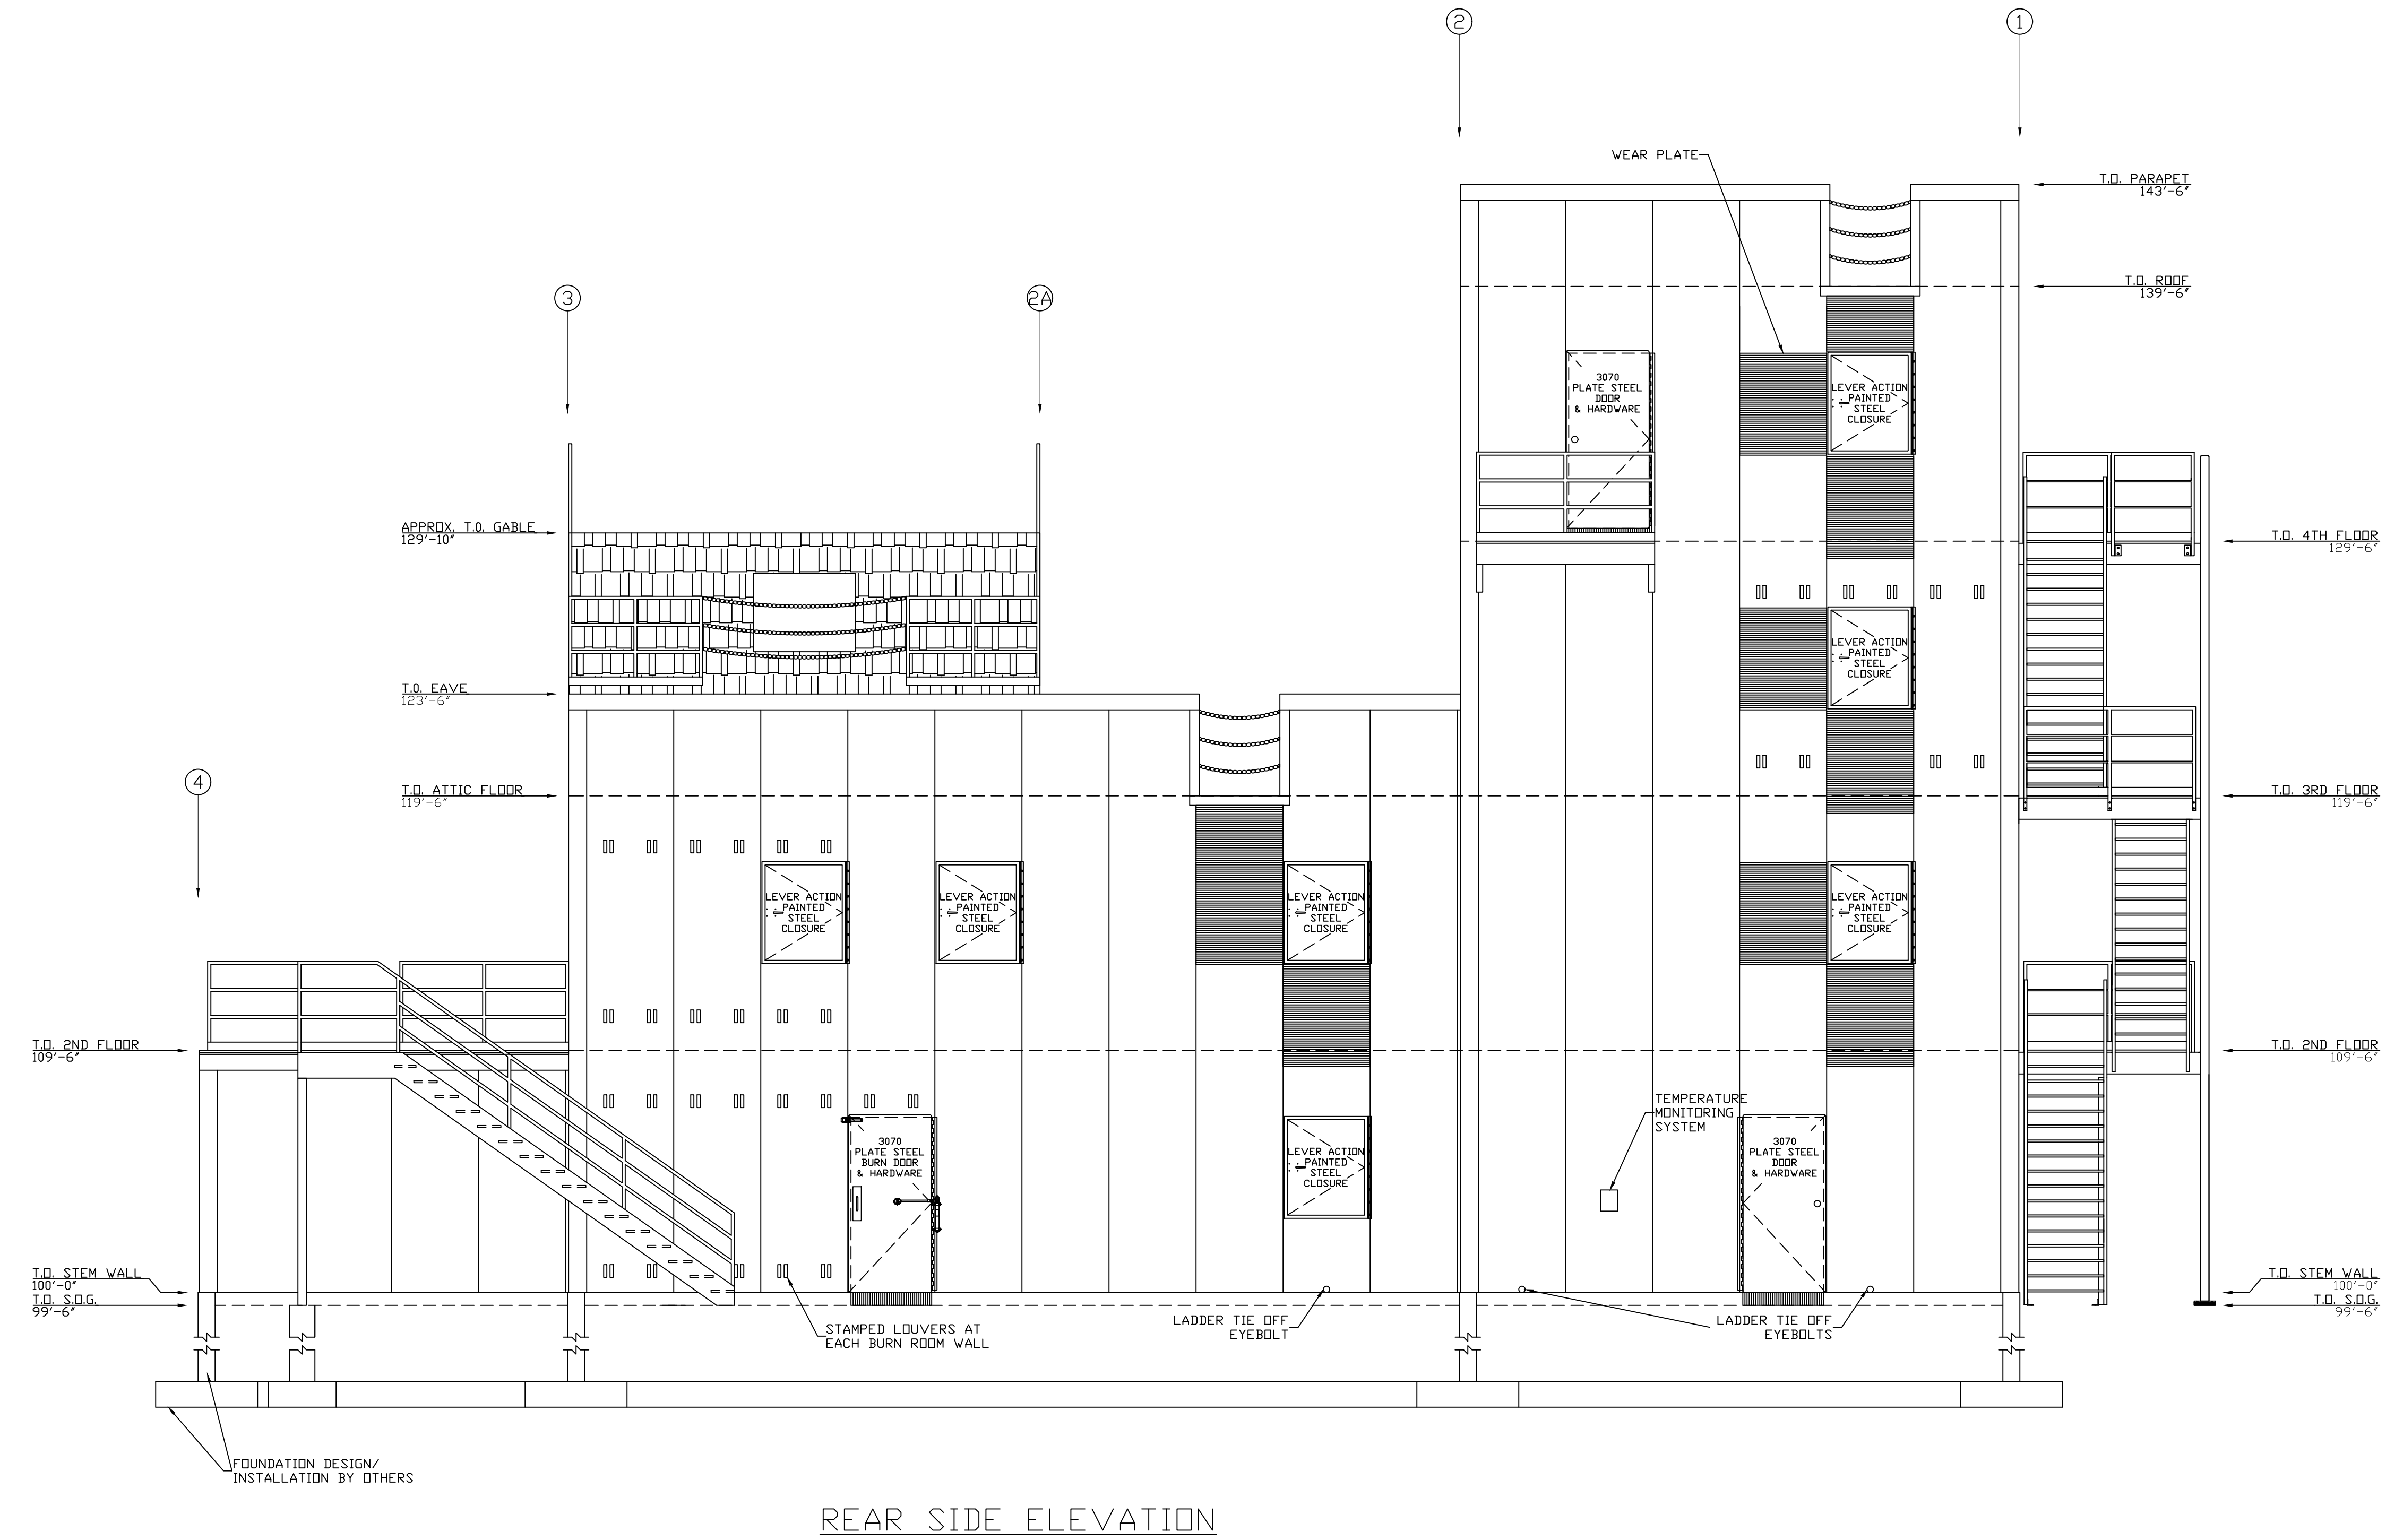 2
1
WEAR PLATE
T.O. PARAPET
143'-6"
T.O. ROOF
139'-6"
3
2A
3070
PLATE STEEL
DOOR
& HARDWARE
LEVER ACTION
PAINTED
STEEL
CLOSURE
APPROX. T.O. GABLE
129'-10"
T.O. 4TH FLOOR
129'-6"
LEVER ACTION
PAINTED
STEEL
CLOSURE
T.O. EAVE
123'-6"
4
T.O. ATTIC FLOOR
119'-6"
T.O. 3RD FLOOR
119'-6"
LEVER ACTION
PAINTED
STEEL
CLOSURE
LEVER ACTION
PAINTED
STEEL
CLOSURE
LEVER ACTION
PAINTED
STEEL
CLOSURE
LEVER ACTION
PAINTED
STEEL
CLOSURE
T.O. 2ND FLOOR
109'-6"
T.O. 2ND FLOOR
109'-6"
TEMPERATURE
MONITORING
SYSTEM
3070
PLATE STEEL
BURN DOOR
& HARDWARE
LEVER ACTION
PAINTED
STEEL
CLOSURE
3070
PLATE STEEL
DOOR
& HARDWARE
T.O. STEM WALL
100'-0"
T.O. S.O.G.
99'-6"
T.O. STEM WALL
100'-0"
T.O. S.O.G.
99'-6"
STAMPED LOUVERS AT
EACH BURN ROOM WALL
LADDER TIE OFF
EYEBOLT
LADDER TIE OFF
EYEBOLTS
FOUNDATION DESIGN/
INSTALLATION BY OTHERS
REAR SIDE ELEVATION